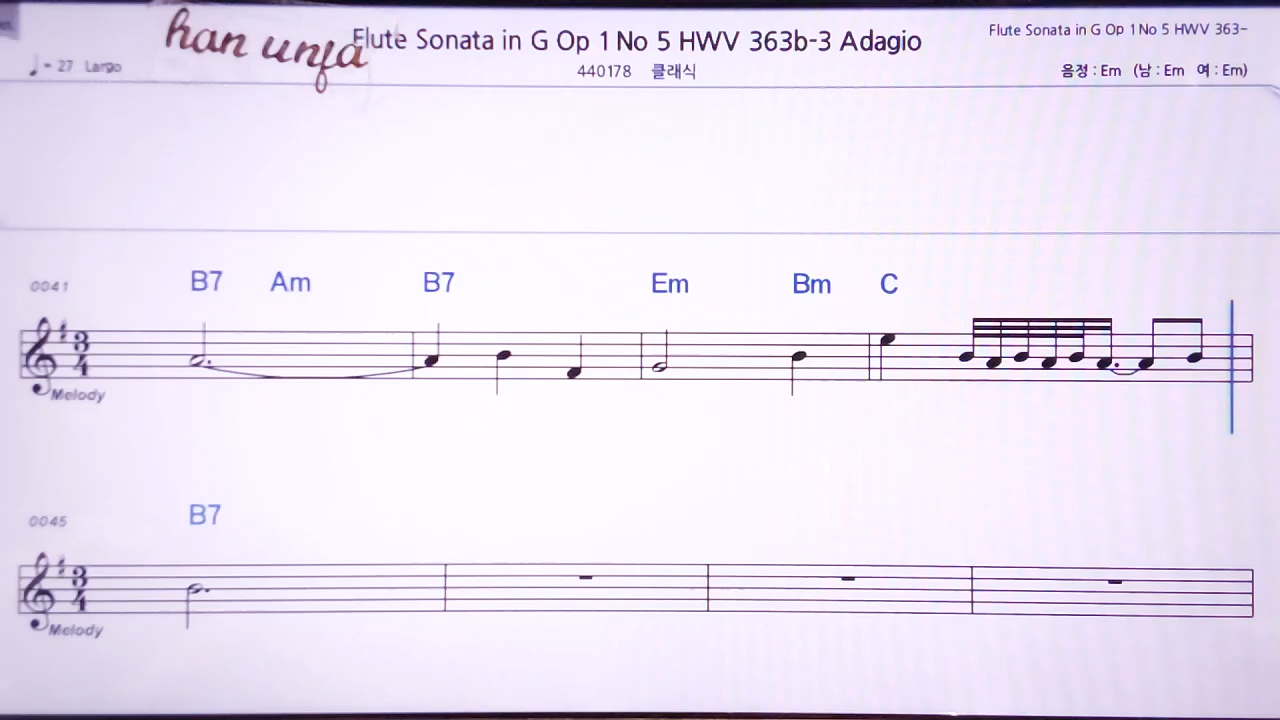 han unfa
Flute Sonata in G Op 1 No 5 HWV 363b-3 Adagio
Flute Sonata in G Op 1 No 5 HWV 363-
♩ = 27 Largo
440178 클래식
음정 : Em (남 : Em 여 : Em)
0041 B7 Am B7 Em Bm C
3
4
Melody
0045 B7
3
4
Melody